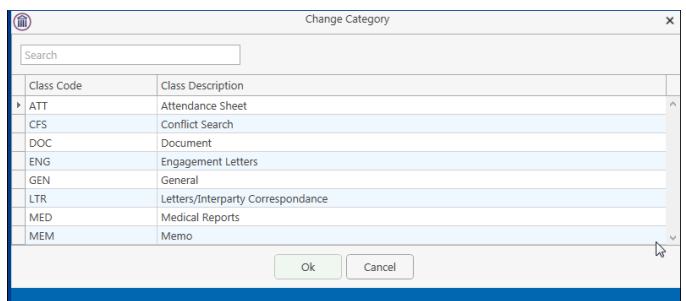 Change Category
Search
Class Code Class Description
ATT Attendance Sheet
CFS Conflict Search
DOC Document
ENG Engagement Letters
GEN General
LTR Letters/Interparty Correspondance
MED Medical Reports
MEM Memo
Ok Cancel